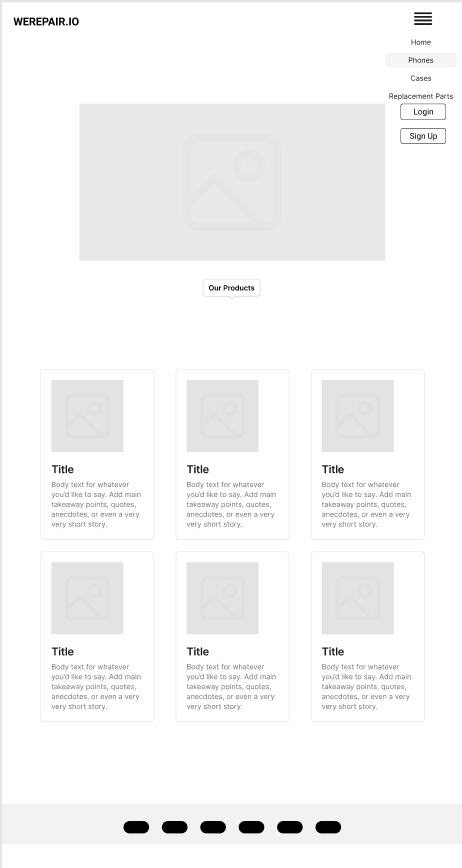 WEREPAIR.IO
Home
Phones
Cases
Replacement Parts
Login
Sign Up
Our Products
Title
Body text for whatever
you'd like to say. Add main
takeaway points, quotes,
anecdotes, or even a very
very short story.
Title
Body text for whatever
you'd like to say. Add main
takeaway points, quotes,
anecdotes, or even a very
very short story.
Title
Body text for whatever
you'd like to say. Add main
takeaway points, quotes,
anecdotes, or even a very
very short story.
Title
Body text for whatever
you'd like to say. Add main
takeaway points, quotes,
anecdotes, or even a very
very short story.
Title
Body text for whatever
you'd like to say. Add main
takeaway points, quotes,
anecdotes, or even a very
very short story.
Title
Body text for whatever
you'd like to say. Add main
takeaway points, quotes,
anecdotes, or even a very
very short story.